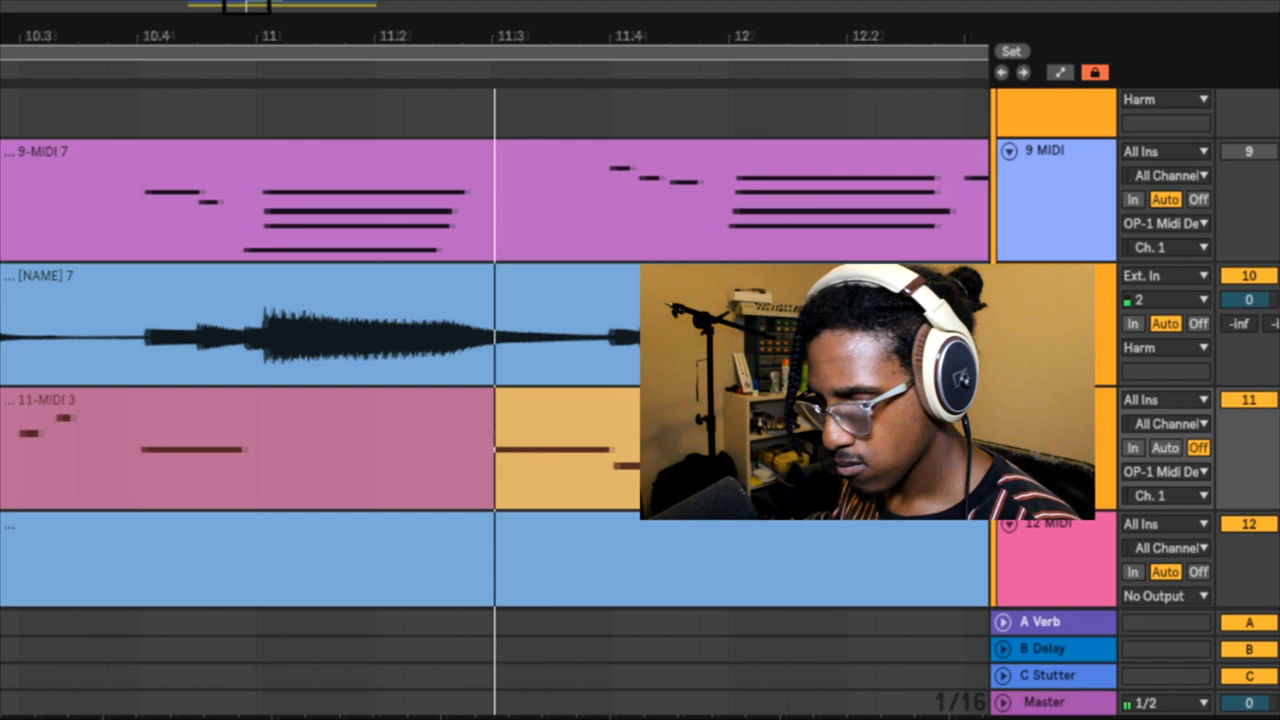 10.3 10.4 11 11.2 11.3 11.4 12 12.2
Set
Harm
... 9-MIDI 7
9 MIDI
All Ins
9
All Channel
In Auto Off
OP-1 Midi De
Ch. 1
... [NAME] 7
Ext. In
10
2
0
In Auto Off
-inf
Harm
... 11-MIDI 3
All Ins
11
All Channel
In Auto Off
OP-1 Midi De
Ch. 1
...
12 MIDI
All Ins
12
All Channel
In Auto Off
No Output
A Verb
A
B Delay
B
C Stutter
C
1/16
Master
1/2
0